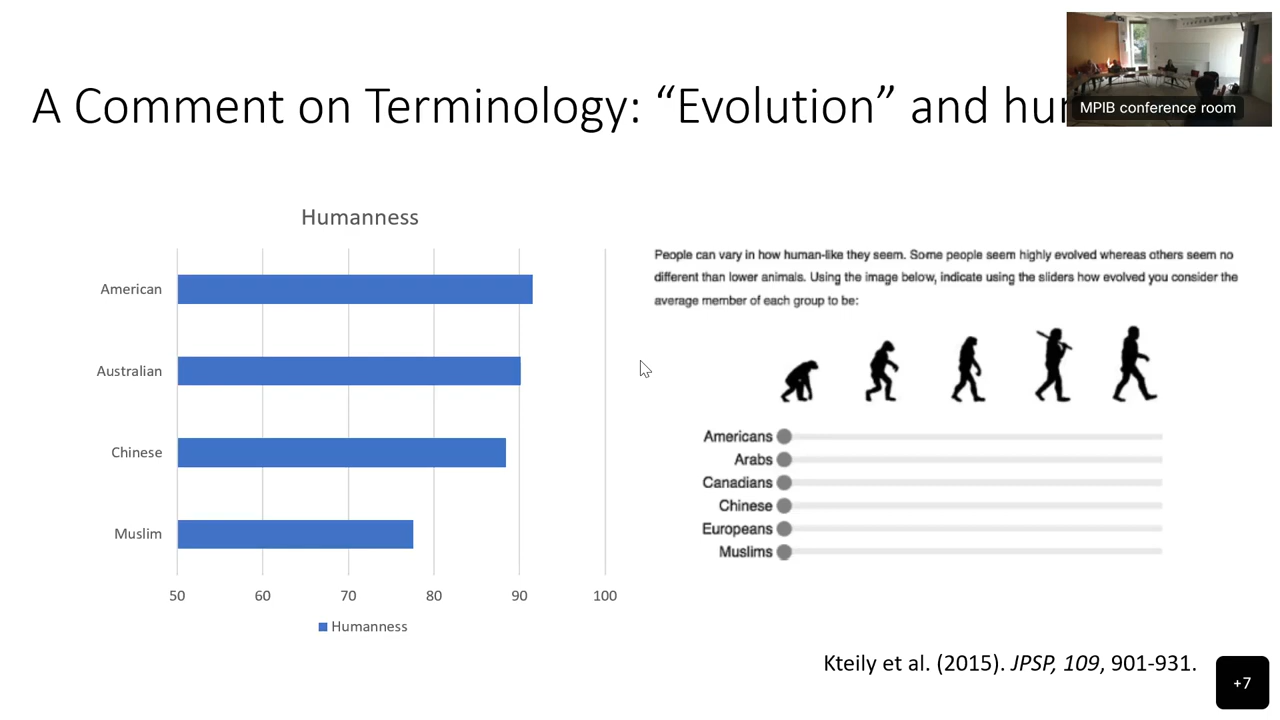 A Comment on Terminology: “Evolution” and
MPIB conference room
Humanness
American
Australian
Chinese
Muslim
50 60 70 80 90 100
Humanness
People can vary in how human-like they seem. Some people seem highly evolved whereas others seem no
different than lower animals. Using the image below, indicate using the sliders how evolved you consider the
average member of each group to be:
Americans
Arabs
Canadians
Chinese
Europeans
Muslims
Kteily et al. (2015). JPSP, 109, 901-931.
+7